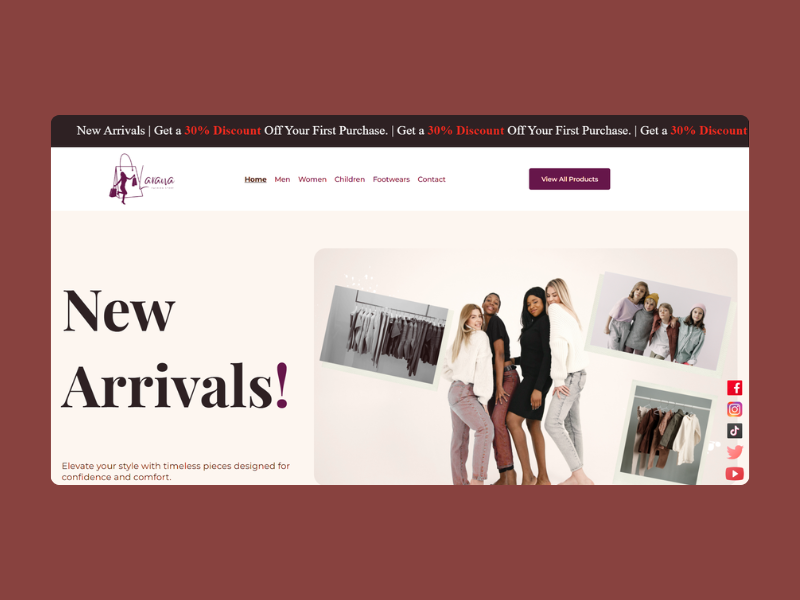 New Arrivals | Get a 30% Discount Off Your First Purchase. | Get a 30% Discount Off Your First Purchase. | Get a 30% Discount
Home Men Women Children Footwears Contact
View All Products
New
Arrivals!
Elevate your style with timeless pieces designed for
confidence and comfort.